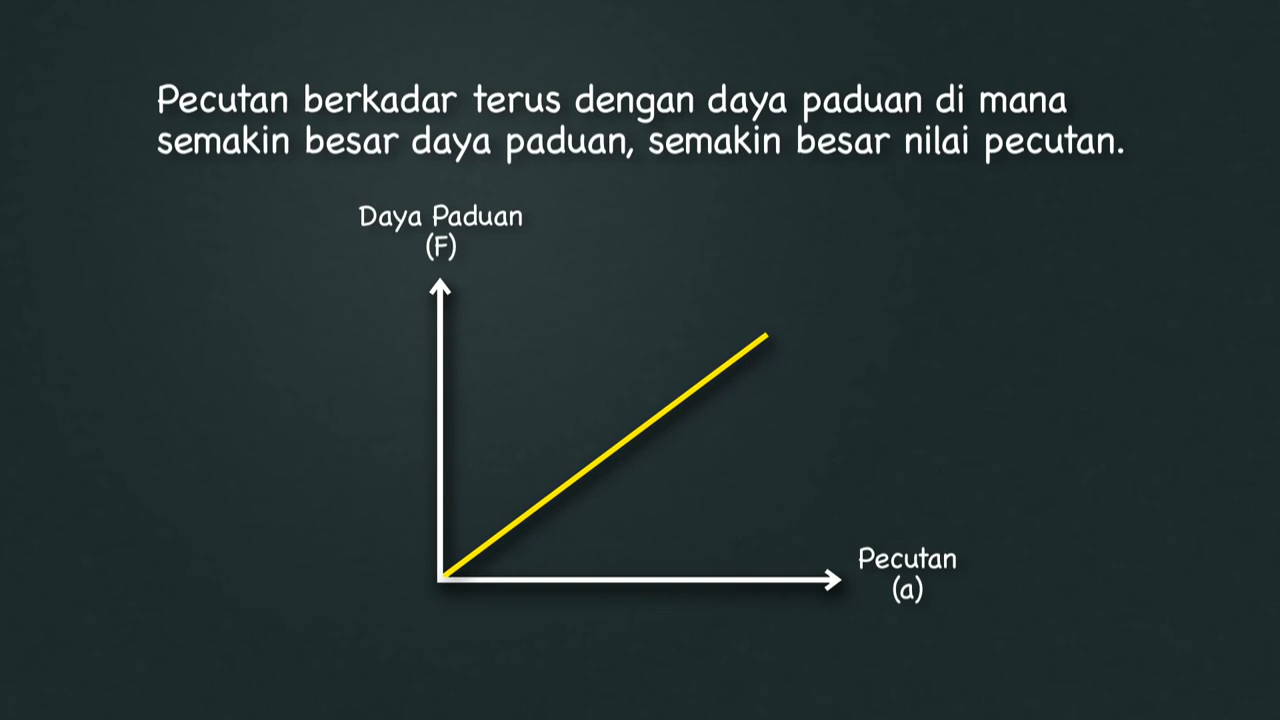 Pecutan berkadar terus dengan daya paduan di mana
semakin besar daya paduan, semakin besar nilai pecutan.
Daya Paduan
(F)
Pecutan
(a)